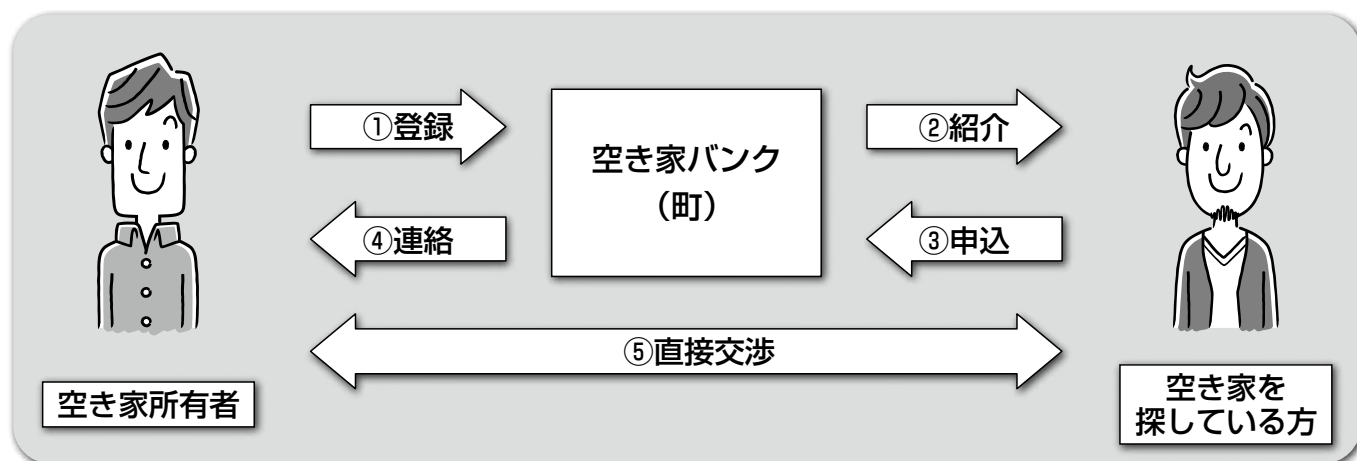 ①登録
空き家バンク
（町）
②紹介
④連絡
③申込
⑤直接交渉
空き家所有者
空き家を
探している方